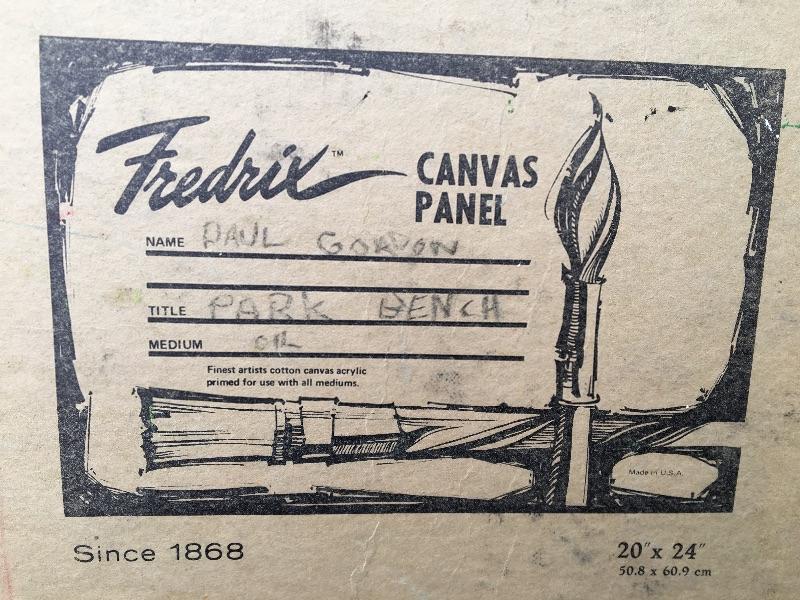 Fredrix™
CANVAS
PANEL
NAME PAUL GORDON
TITLE PARK BENCH
MEDIUM OIL
Finest artists cotton canvas acrylic
primed for use with all mediums.
Made in U.S.A.
Since 1868
20" x 24"
50.8 x 60.9 cm